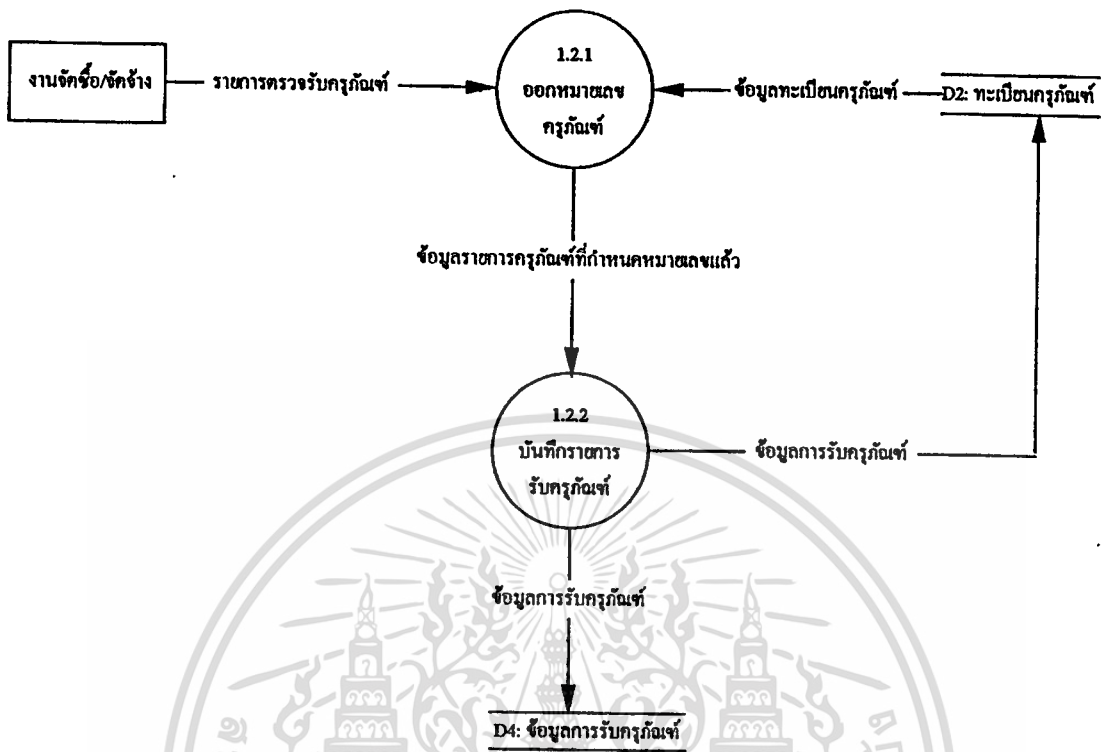 1.2.1
ออกหมายเลข
ครุภัณฑ์
งานจัดซื้อ/จัดจ้าง
รายการตรวจรับครุภัณฑ์
ข้อมูลทะเบียนครุภัณฑ์
D2: ทะเบียนครุภัณฑ์
ข้อมูลรายการครุภัณฑ์ที่กำหนดหมายเลขแล้ว
1.2.2
บันทึกรายการ
รับครุภัณฑ์
ข้อมูลการรับครุภัณฑ์
ข้อมูลการรับครุภัณฑ์
D4: ข้อมูลการรับครุภัณฑ์